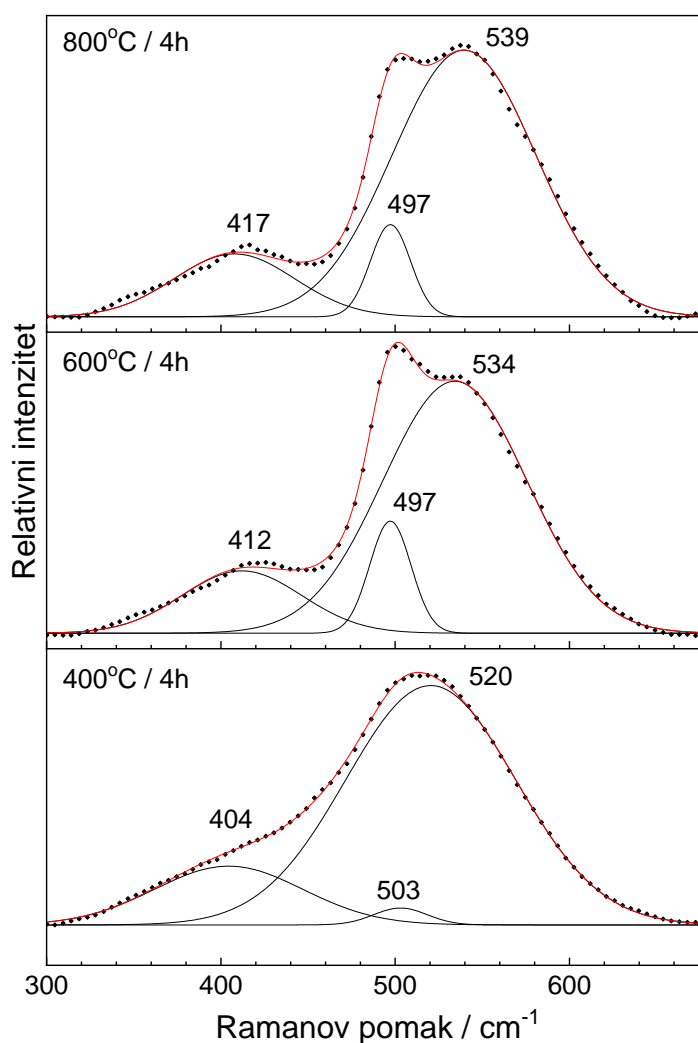 800°C / 4h
539
417
497
600°C / 4h
534
412
497
400°C / 4h
520
404
503
300 400 500 600
Ramanov pomak / cm⁻¹
Relativni intenzitet